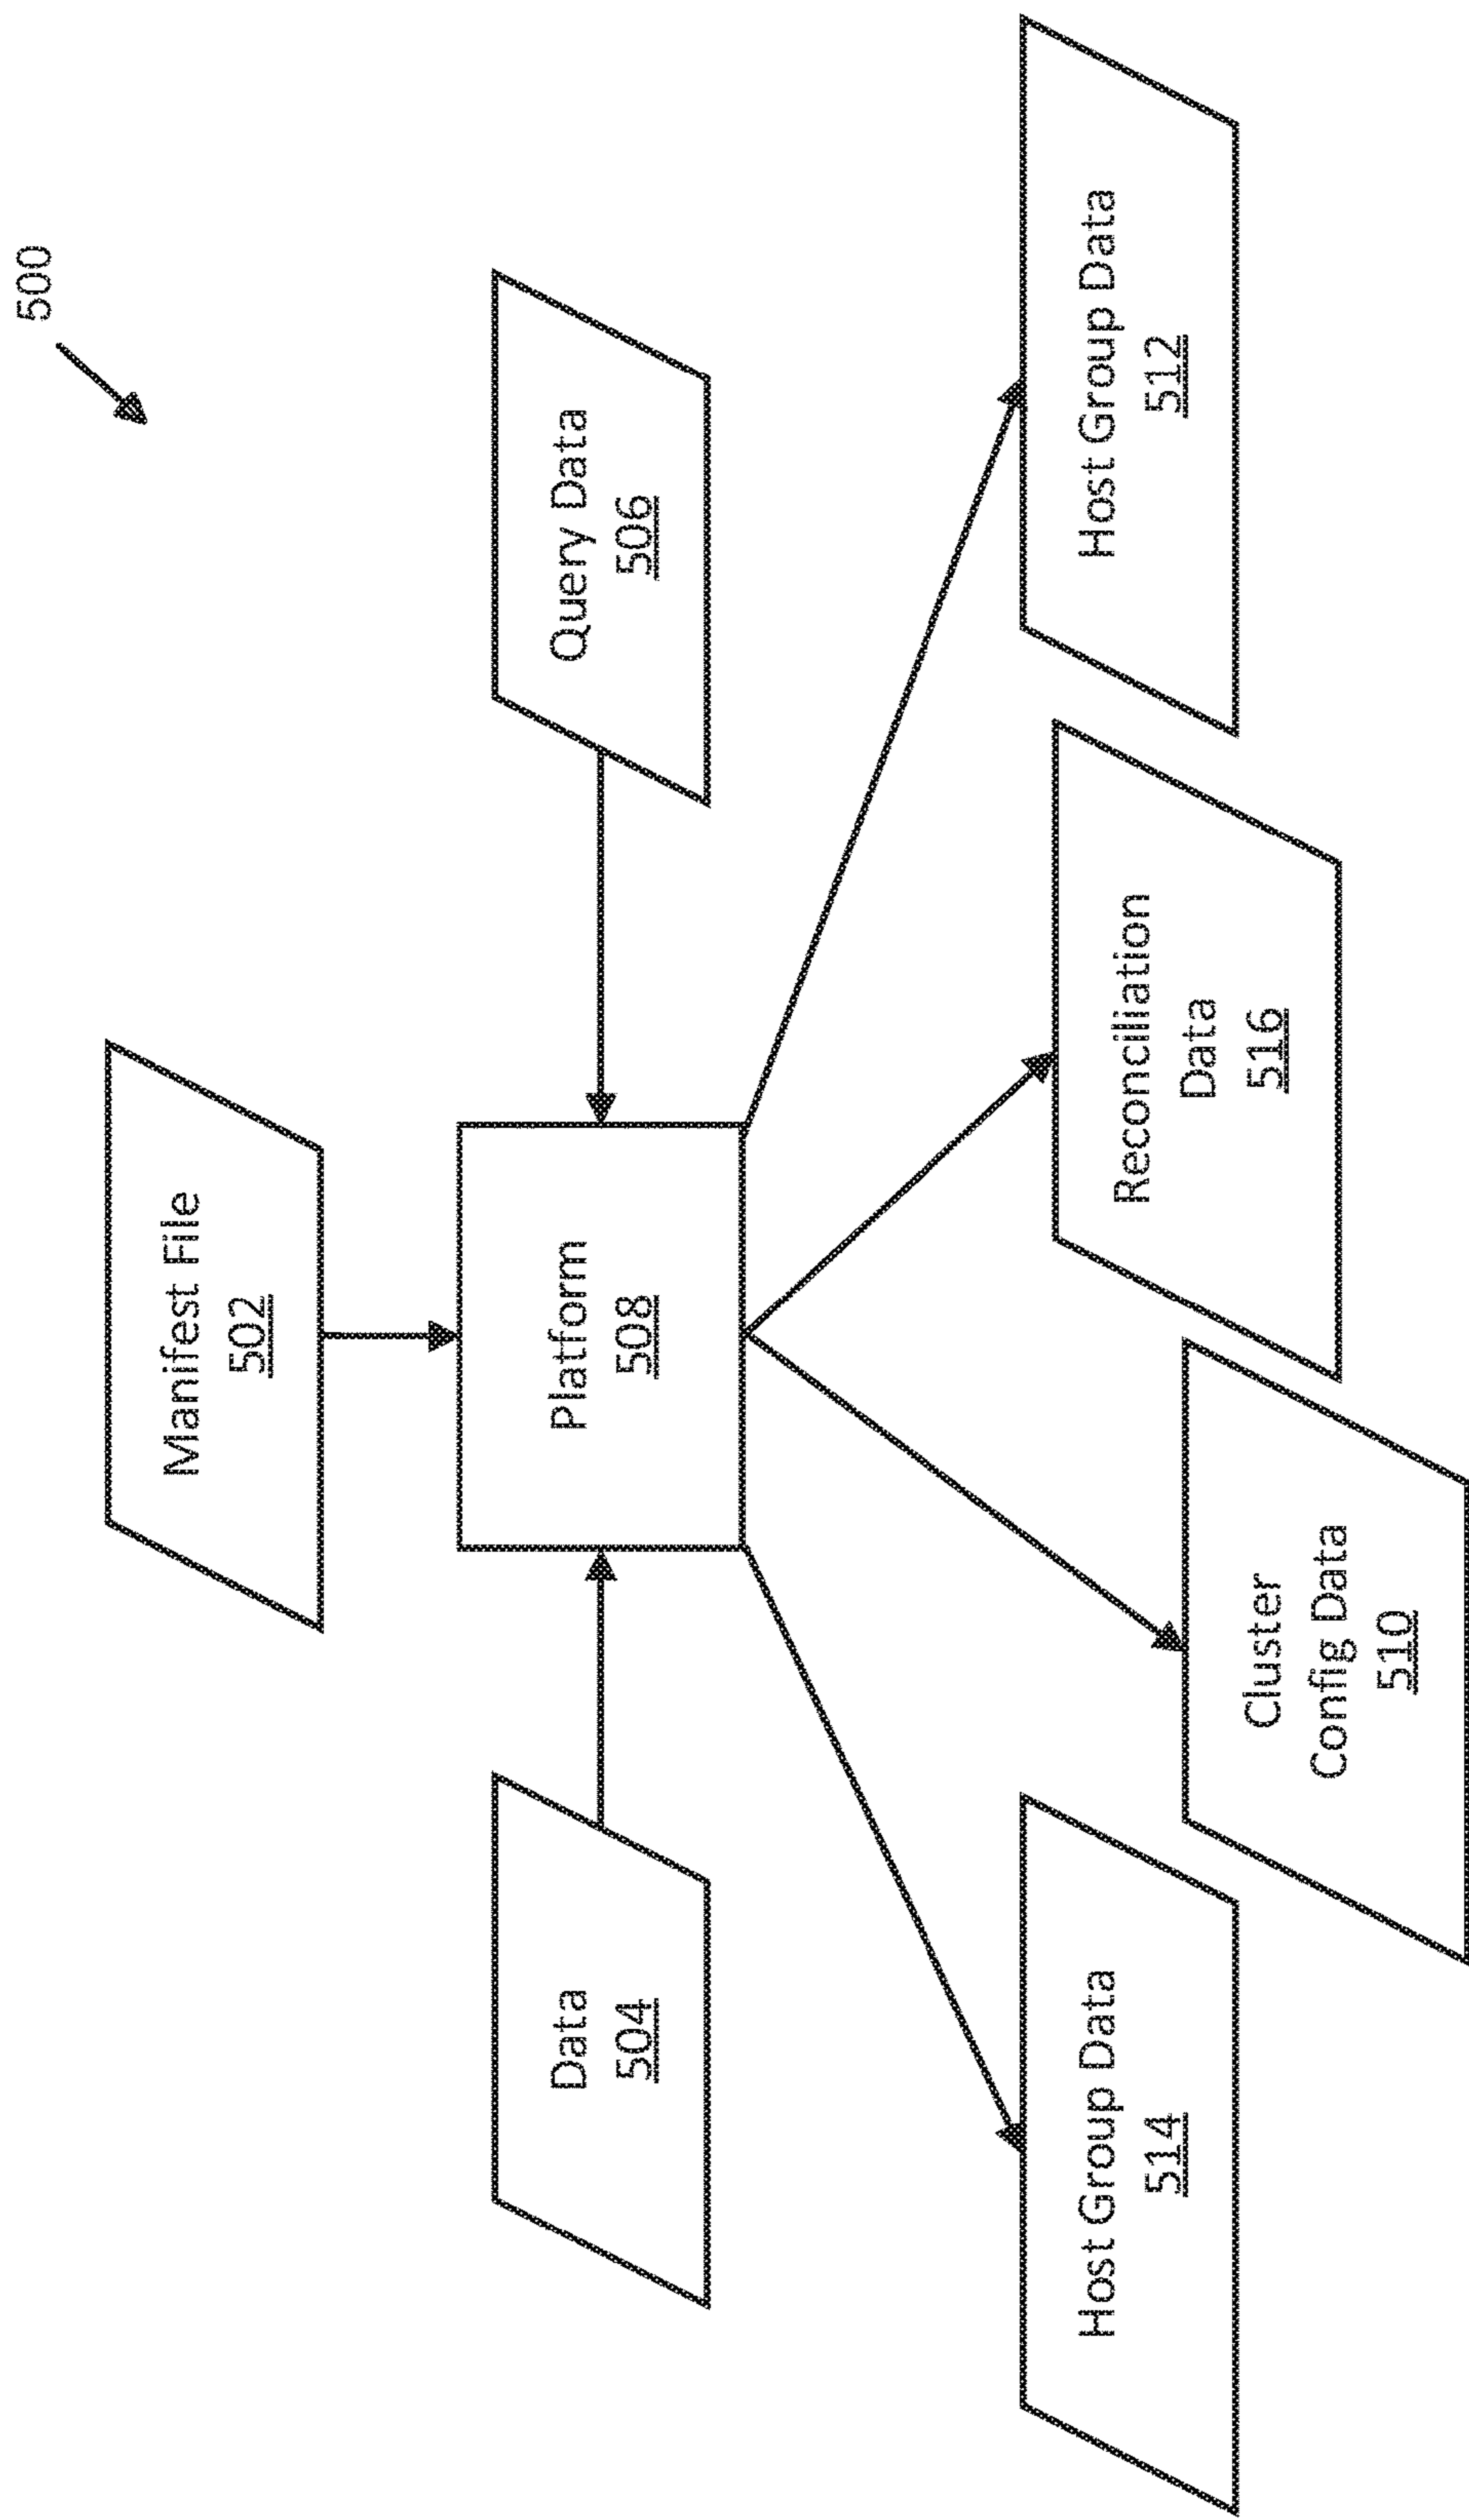 500
Manifest File
502
Data
504
Platform
508
Query Data
506
Host Group Data
514
Cluster
Config Data
510
Reconciliation
Data
516
Host Group Data
512